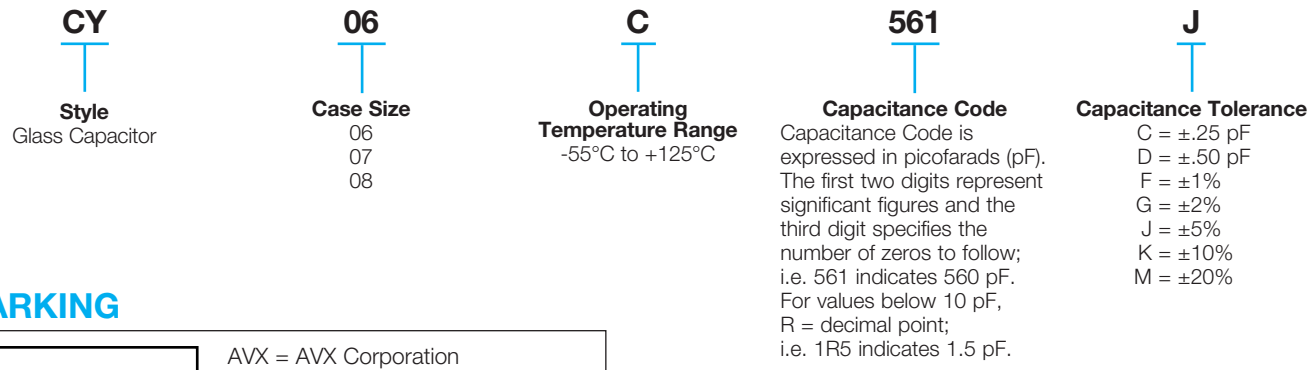 CY 06 C 561 J
Style
Glass Capacitor
Case Size
06
07
08
Operating
Temperature Range
-55°C to +125°C
Capacitance Code
Capacitance Code is
expressed in picofarads (pF).
The first two digits represent
significant figures and the
third digit specifies the
number of zeros to follow;
i.e. 561 indicates 560 pF.
For values below 10 pF,
R = decimal point;
i.e. 1R5 indicates 1.5 pF.
Capacitance Tolerance
C = ±.25 pF
D = ±.50 pF
F = ±1%
G = ±2%
J = ±5%
K = ±10%
M = ±20%
ARKING
AVX = AVX Corporation